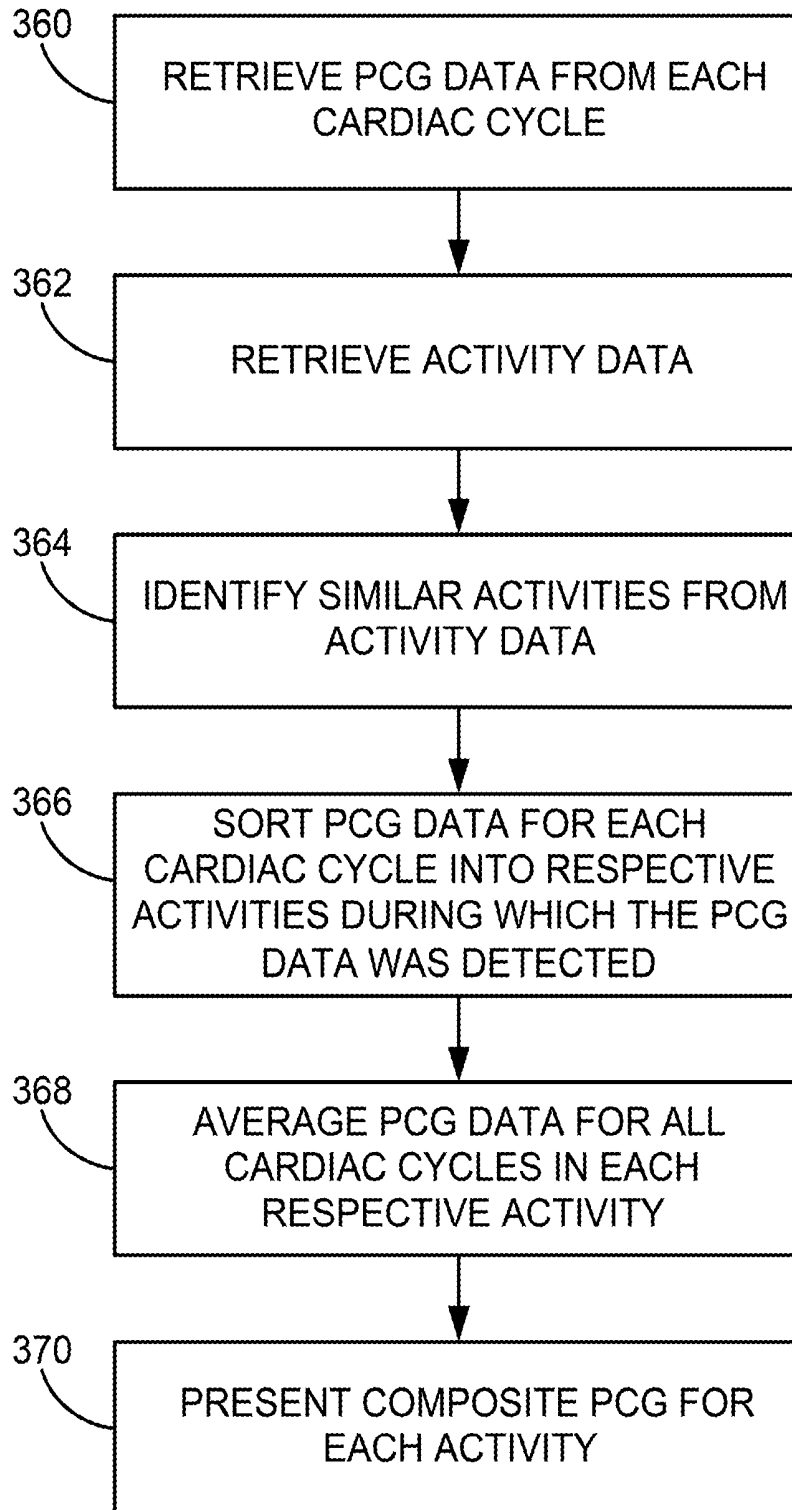 360
RETRIEVE PCG DATA FROM EACH
CARDIAC CYCLE
362
RETRIEVE ACTIVITY DATA
364
IDENTIFY SIMILAR ACTIVITIES FROM
ACTIVITY DATA
366
SORT PCG DATA FOR EACH
CARDIAC CYCLE INTO RESPECTIVE
ACTIVITIES DURING WHICH THE PCG
DATA WAS DETECTED
368
AVERAGE PCG DATA FOR ALL
CARDIAC CYCLES IN EACH
RESPECTIVE ACTIVITY
370
PRESENT COMPOSITE PCG FOR
EACH ACTIVITY